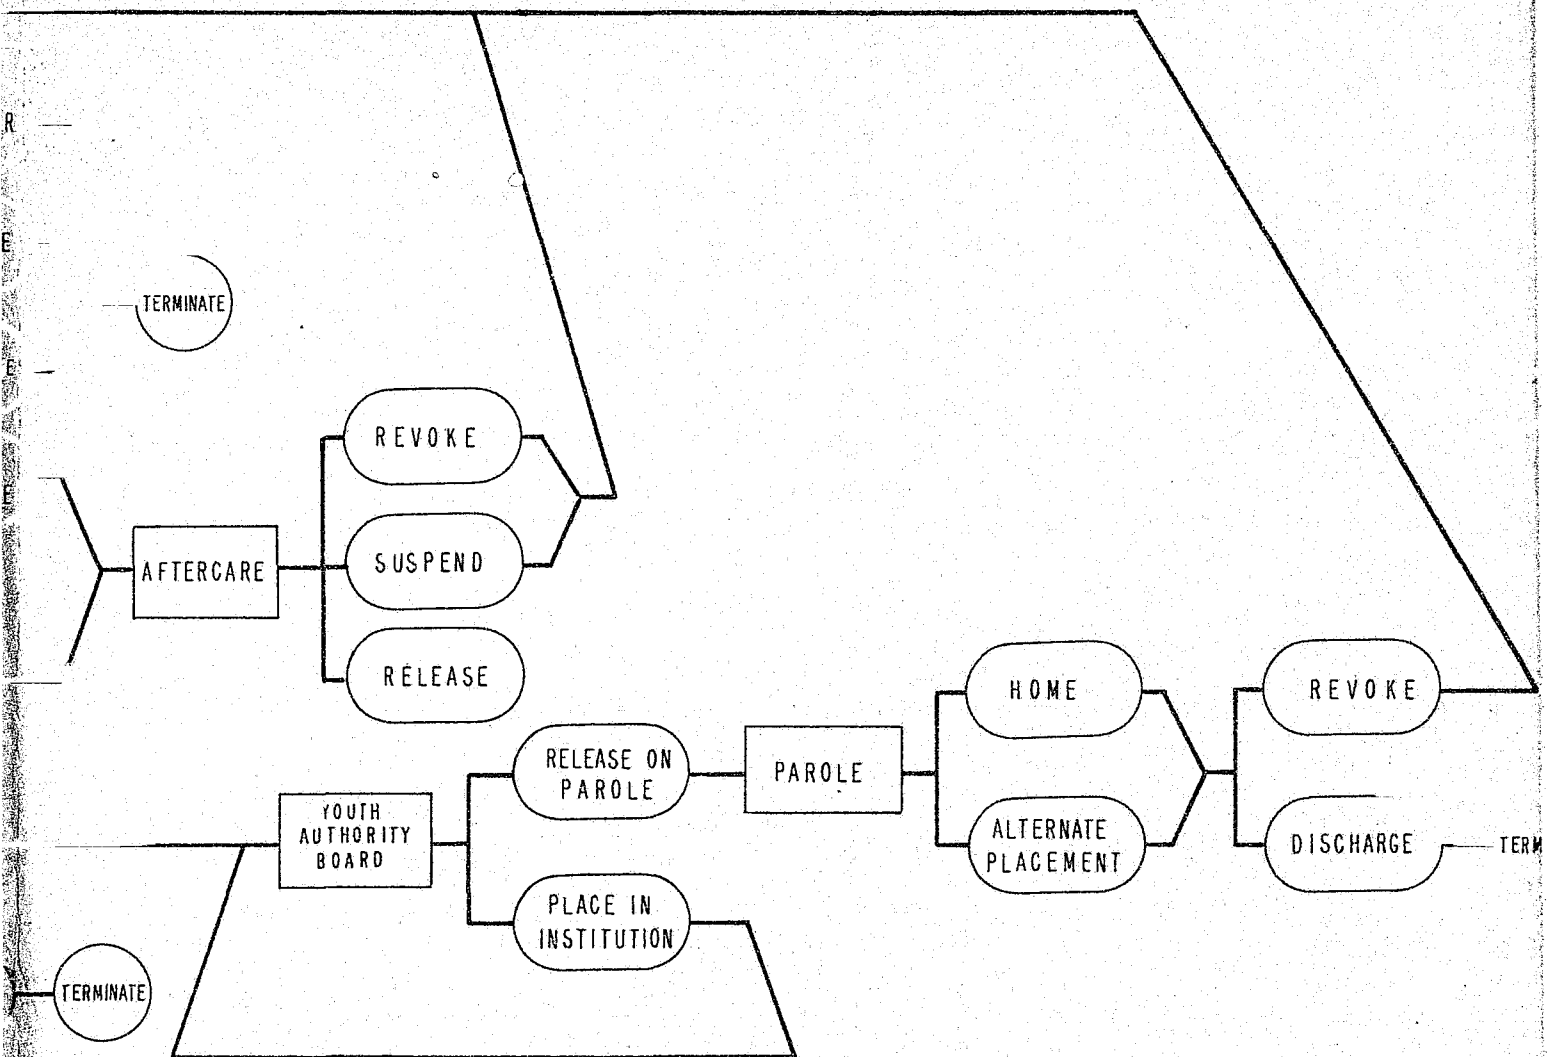 R
E
TERMINATE
E
REVOKE
E
SUSPEND
AFTERCARE
RELEASE
HOME
REVOKE
RELEASE ON
PAROLE
PAROLE
YOUTH
AUTHORITY
BOARD
ALTERNATE
PLACEMENT
DISCHARGE
TERM
PLACE IN
INSTITUTION
TERMINATE